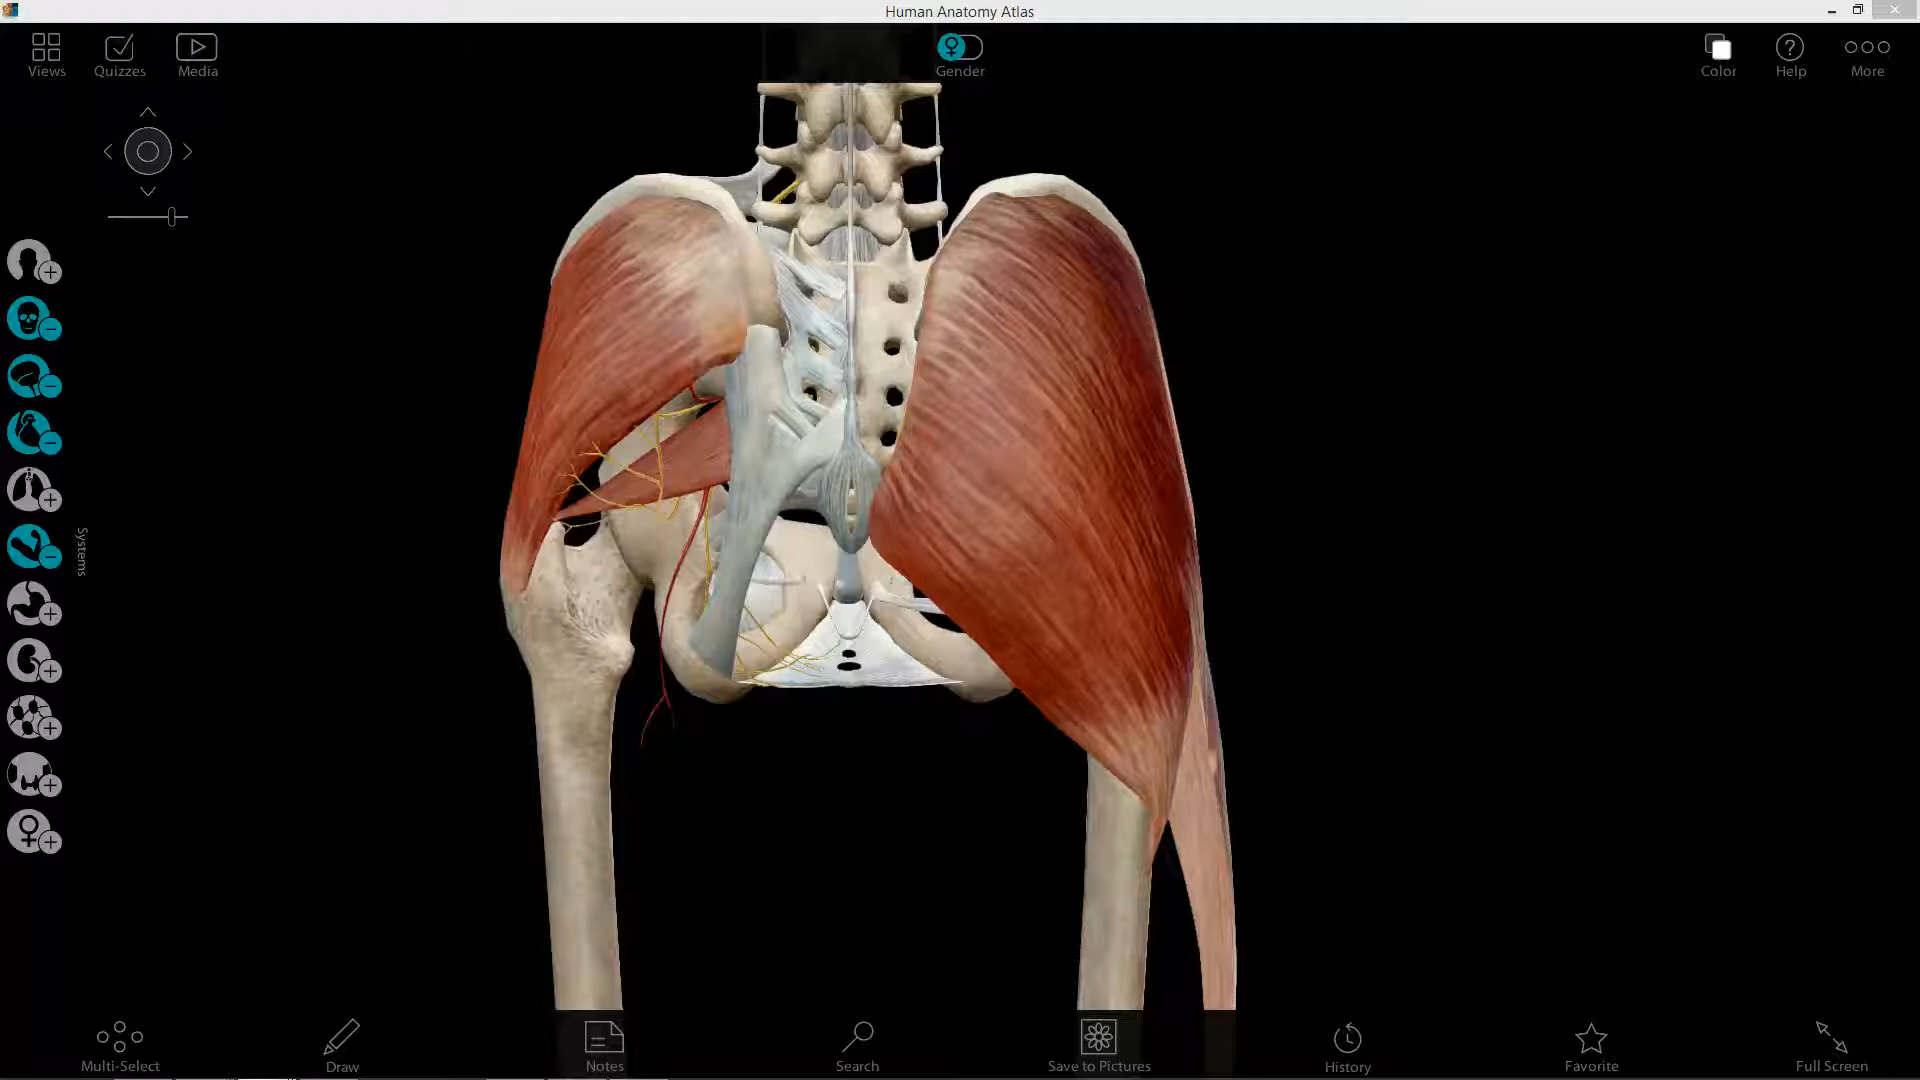 Human Anatomy Atlas
Views
Quizzes
Media
Gender
Color
Help
More
Systems
Multi-Select
Draw
Notes
Search
Save to Pictures
History
Favorite
Full Screen